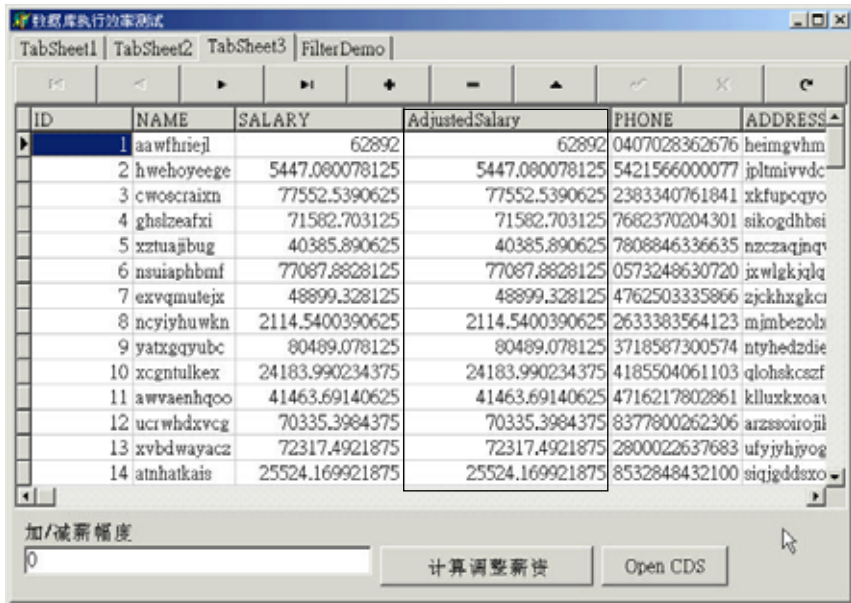 数据库执行效率测试
TabSheet1 TabSheet2 TabSheet3 FilterDemo
ID NAME SALARY AdjustedSalary PHONE ADDRESS
1 aawfhriejl 62892 62892 0407028362676 heimgvhm
2 hwehoyeege 5447.080078125 5447.080078125 5421566000077 jpltmivvdc
3 cwoscraixn 77552.5390625 77552.5390625 2383340761841 xkfupcqyo
4 ghslzeafxi 71582.703125 71582.703125 7682370204301 sikogdhbsi
5 xztuajibug 40385.890625 40385.890625 7808846336635 nzczaqjnqv
6 nsuiaphbmf 77087.8828125 77087.8828125 0573248630720 jxwlgkjqlq
7 exvqmutejx 48899.328125 48899.328125 4762503335866 zjckhxgkcr
8 ncyiyhuwkn 2114.5400390625 2114.5400390625 2633383564123 mjmbezolx
9 yatxgqyubc 80489.078125 80489.078125 3718587300574 ntyhedzdie
10 xcgntulkex 24183.990234375 24183.990234375 4185504061103 qlohskcszf
11 awvaenhqoo 41463.69140625 41463.69140625 4716217802861 klluxkxoav
12 ucrwhdxvcg 70335.3984375 70335.3984375 8377800262306 arzssoirojil
13 xvbdwayacz 72317.4921875 72317.4921875 2800022637683 ufyjyhjyog
14 atnhatkais 25524.169921875 25524.169921875 8532848432100 siqjgddsxo
加/减薪幅度
0
计算调整薪资 Open CDS